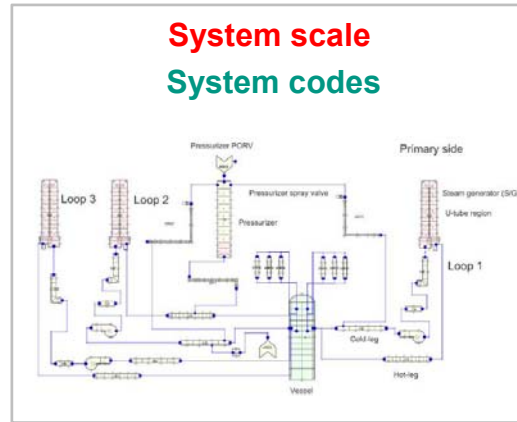 System scale
System codes
Pressurizer PORV
Primary side
Pressurizer spray valve
Steam generator (S/G)
Loop 3
Loop 2
U-tube region
Pressurizer
Loop 1
Cold-leg
Hot-leg
Vessel